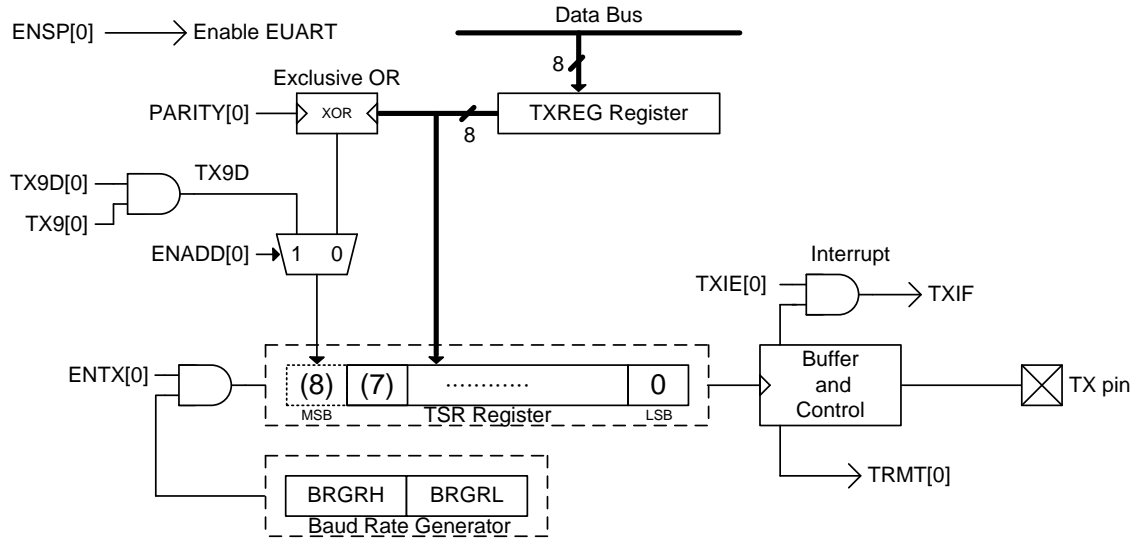 Data Bus
ENSP[0]
Enable EUART
8
Exclusive OR
PARITY[0]
XOR
TXREG Register
8
TX9D
TX9D[0]
TX9[0]
ENADD[0]
1 0
Interrupt
TXIE[0]
TXIF
ENTX[0]
(8)
(7)
............
0
MSB
TSR Register
LSB
Buffer
and
Control
TX pin
TRMT[0]
BRGRH
BRGRL
Baud Rate Generator